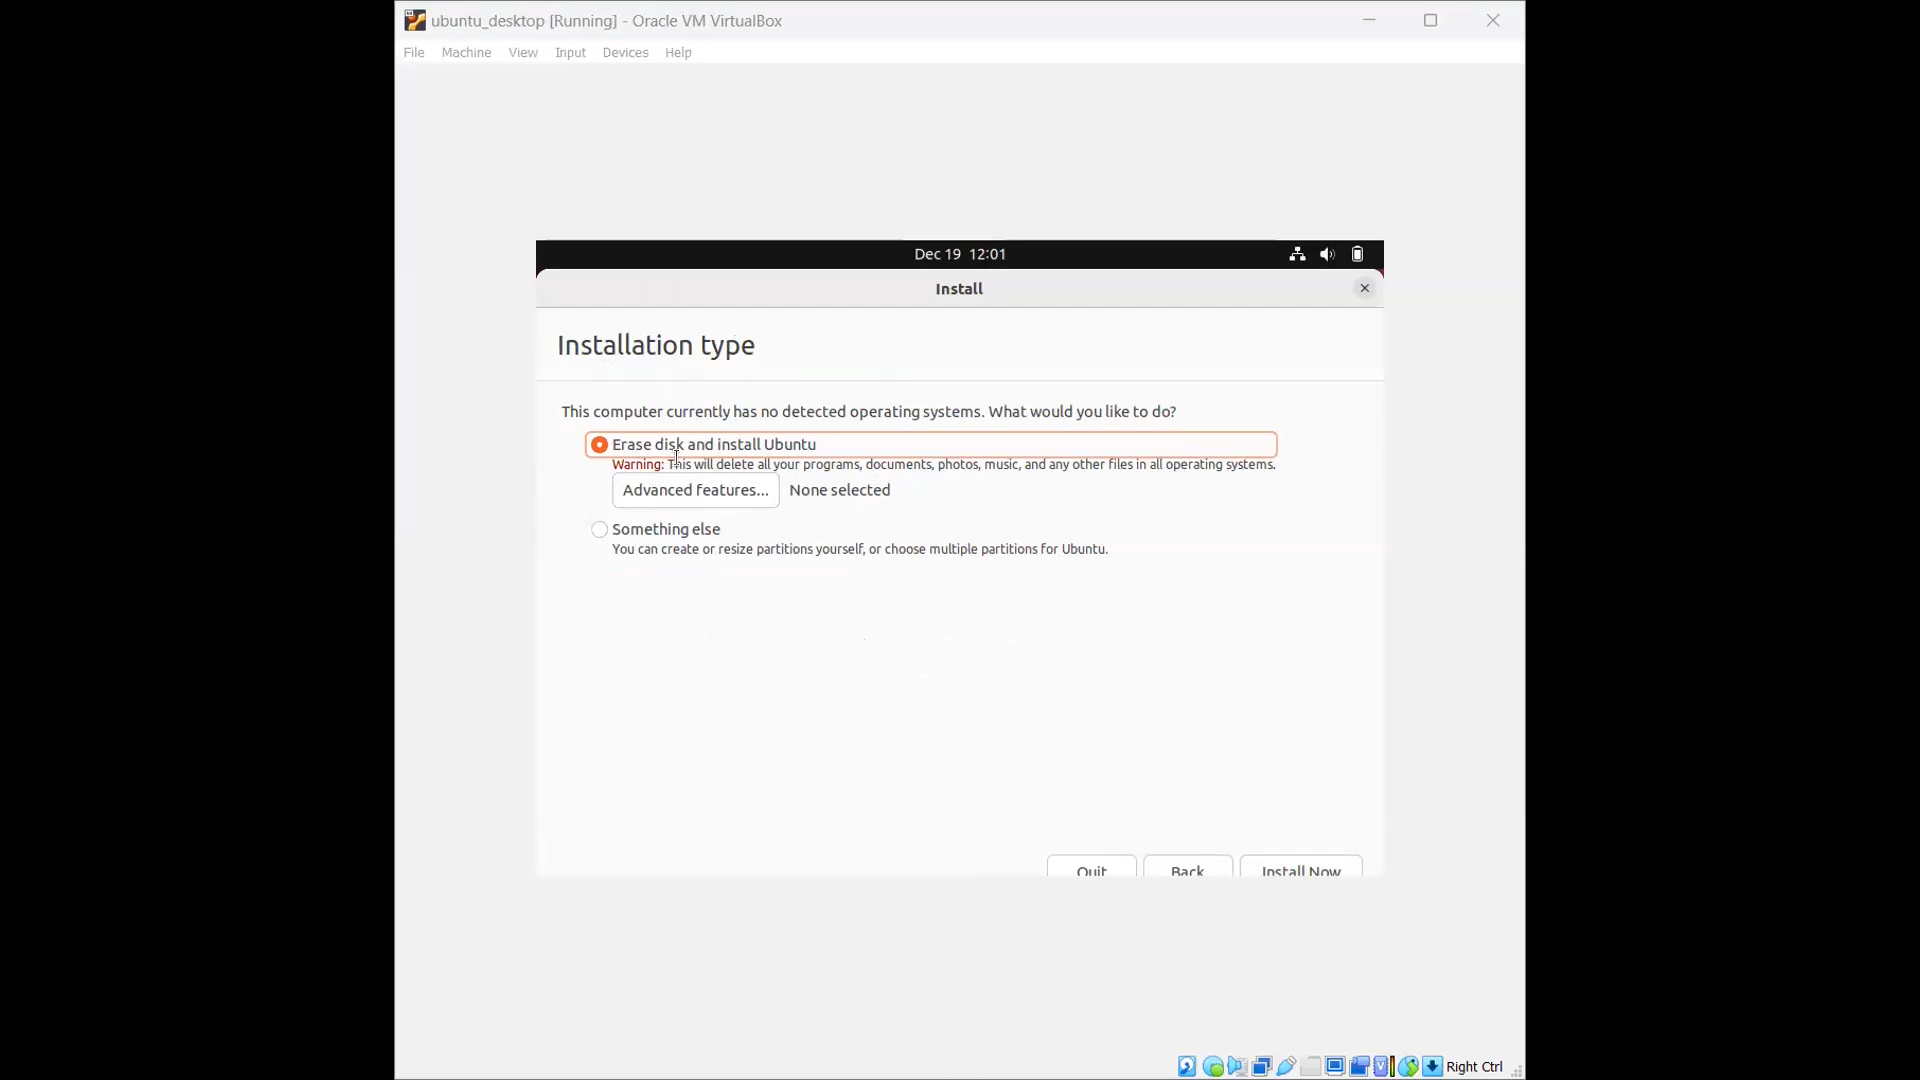 ubuntu_desktop [Running] - Oracle VM VirtualBox
File Machine View Input Devices Help
Dec 19 12:01
Install
Installation type
This computer currently has no detected operating systems. What would you like to do?
Erase disk and install Ubuntu
Warning: This will delete all your programs, documents, photos, music, and any other files in all operating systems.
Advanced features... None selected
Something else
You can create or resize partitions yourself, or choose multiple partitions for Ubuntu.
Quit Back Install Now
Right Ctrl